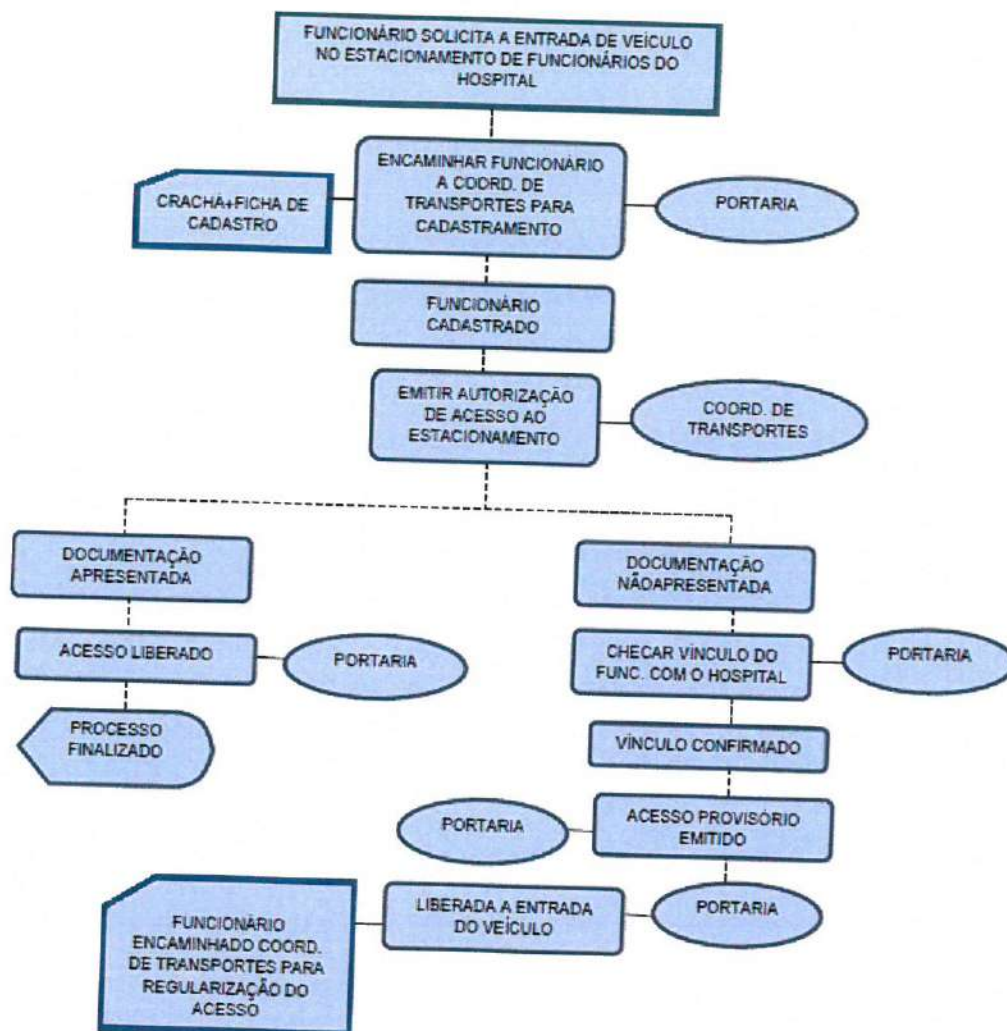 FUNCIONÁRIO SOLICITA A ENTRADA DE VEÍCULO
NO ESTACIONAMENTO DE FUNCIONÁRIOS DO
HOSPITAL
ENCAMINHAR FUNCIONÁRIO
A COORD. DE
TRANSPORTES PARA
CADASTRAMENTO
CRACHÁ+FICHA DE
CADASTRO
PORTARIA
FUNCIONÁRIO
CADASTRADO
EMITIR AUTORIZAÇÃO
DE ACESSO AO
ESTACIONAMENTO
COORD. DE
TRANSPORTES
DOCUMENTAÇÃO
APRESENTADA
DOCUMENTAÇÃO
NÃOAPRESENTADA
ACESSO LIBERADO
PORTARIA
CHECAR VÍNCULO DO
FUNC. COM O HOSPITAL
PORTARIA
PROCESSO
FINALIZADO
VÍNCULO CONFIRMADO
PORTARIA
ACESSO PROVISÓRIO
EMITIDO
FUNCIONÁRIO
ENCAMINHADO COORD.
DE TRANSPORTES PARA
REGULARIZAÇÃO DO
ACESSO
LIBERADA A ENTRADA
DO VEÍCULO
PORTARIA